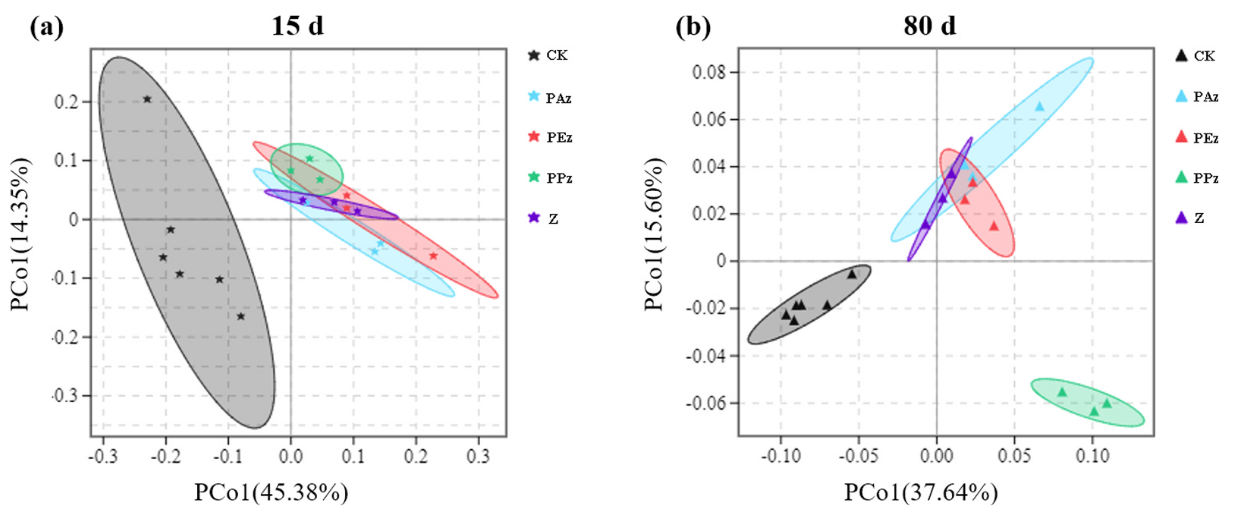 (a) 15 d
PCo1(14.35%)
0.2
0.1
0
-0.1
-0.2
-0.3
-0.3 -0.2 -0.1 0.0 0.1 0.2 0.3
PCo1(45.38%)
CK
PAz
PEz
PPz
Z
(b) 80 d
PCo1(15.60%)
0.08
0.06
0.04
0.02
0
-0.02
-0.04
-0.06
-0.10 -0.05 0.00 0.05 0.10
PCo1(37.64%)
CK
PAz
PEz
PPz
Z